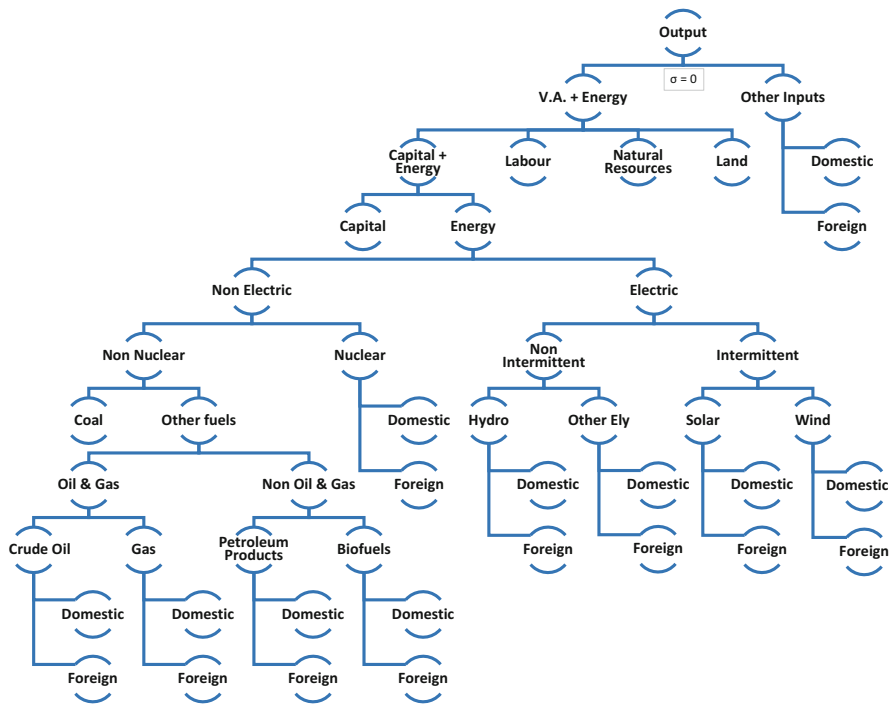 Output
σ = 0
V.A. + Energy
Other Inputs
Capital +
Energy
Labour
Natural
Resources
Land
Domestic
Capital
Energy
Foreign
Non Electric
Electric
Non Nuclear
Nuclear
Non
Intermittent
Intermittent
Coal
Other fuels
Domestic
Hydro
Other Ely
Solar
Wind
Oil & Gas
Non Oil & Gas
Foreign
Domestic
Domestic
Domestic
Domestic
Crude Oil
Gas
Petroleum
Products
Biofuels
Foreign
Foreign
Foreign
Foreign
Domestic
Domestic
Domestic
Domestic
Foreign
Foreign
Foreign
Foreign